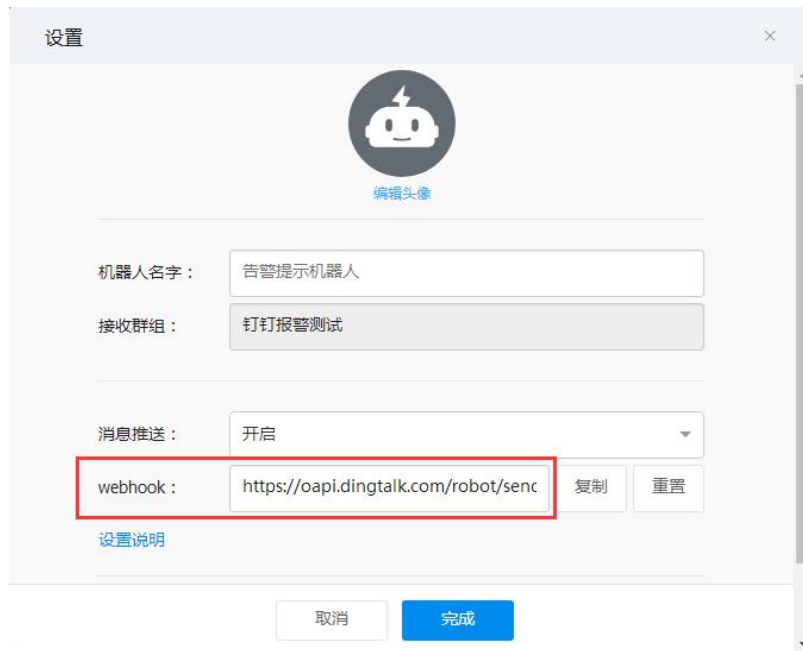 设置
编辑头像
机器人名字：
告警提示机器人
接收群组：
钉钉报警测试
消息推送：
开启
webhook：
https://oapi.dingtalk.com/robot/senc
复制
重置
设置说明
取消
完成